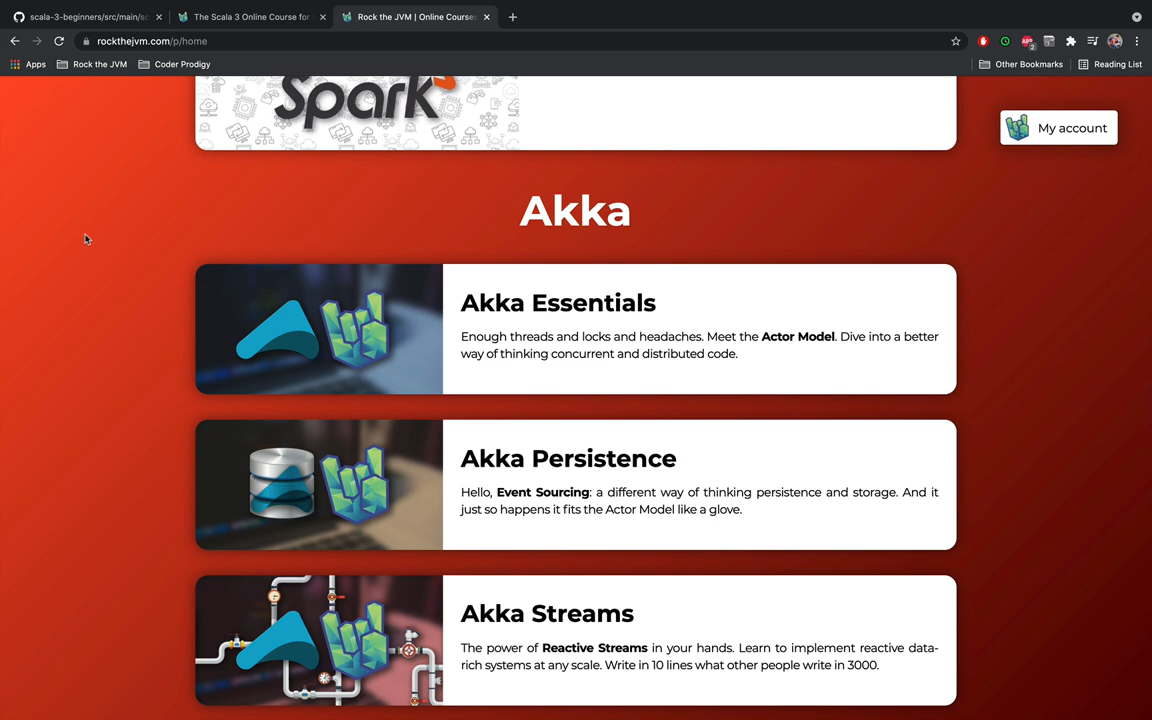 scala-3-beginners/src/main/sc
The Scala 3 Online Course for
Rock the JVM | Online Courses
rockthejvm.com/p/home
ABP
2
Apps
Rock the JVM
Coder Prodigy
Other Bookmarks
Reading List
Spark
My account
Akka
Akka Essentials
Enough threads and locks and headaches. Meet the Actor Model. Dive into a better
way of thinking concurrent and distributed code.
Akka Persistence
Hello, Event Sourcing: a different way of thinking persistence and storage. And it
just so happens it fits the Actor Model like a glove.
Akka Streams
The power of Reactive Streams in your hands. Learn to implement reactive data-
rich systems at any scale. Write in 10 lines what other people write in 3000.